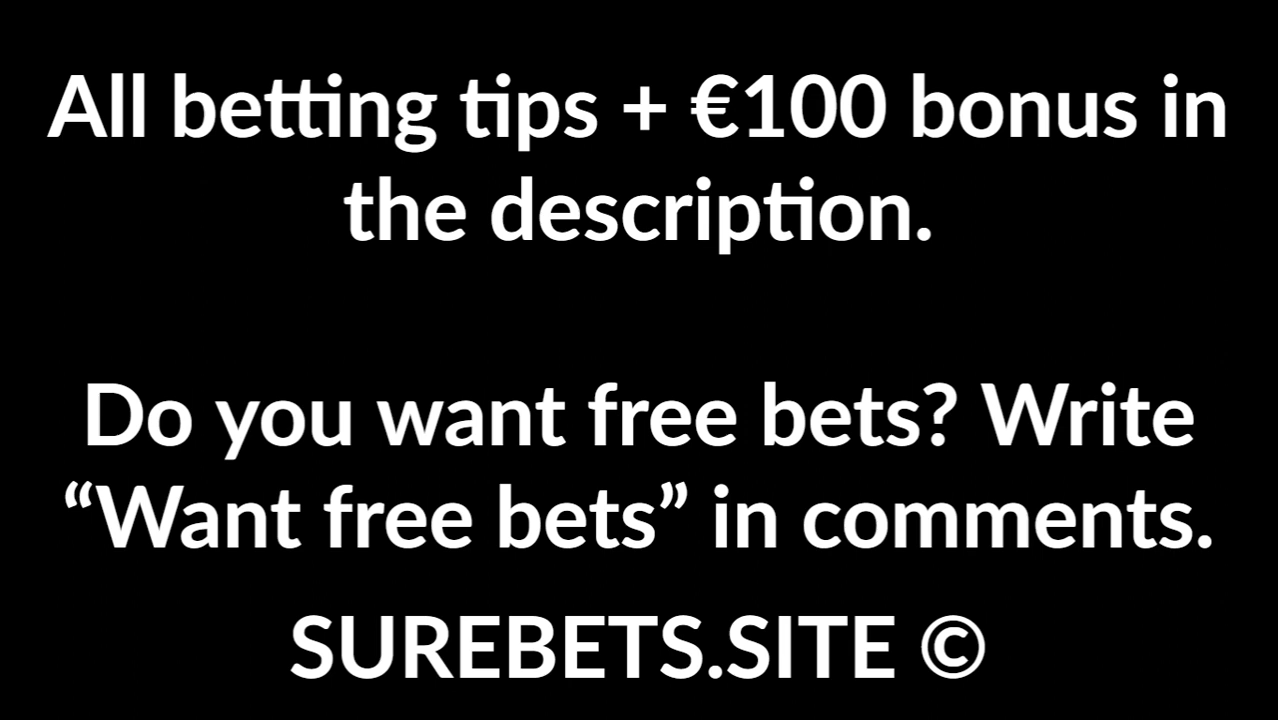 All betting tips + €100 bonus in
the description.
Do you want free bets? Write
“Want free bets” in comments.
SUREBETS.SITE ©